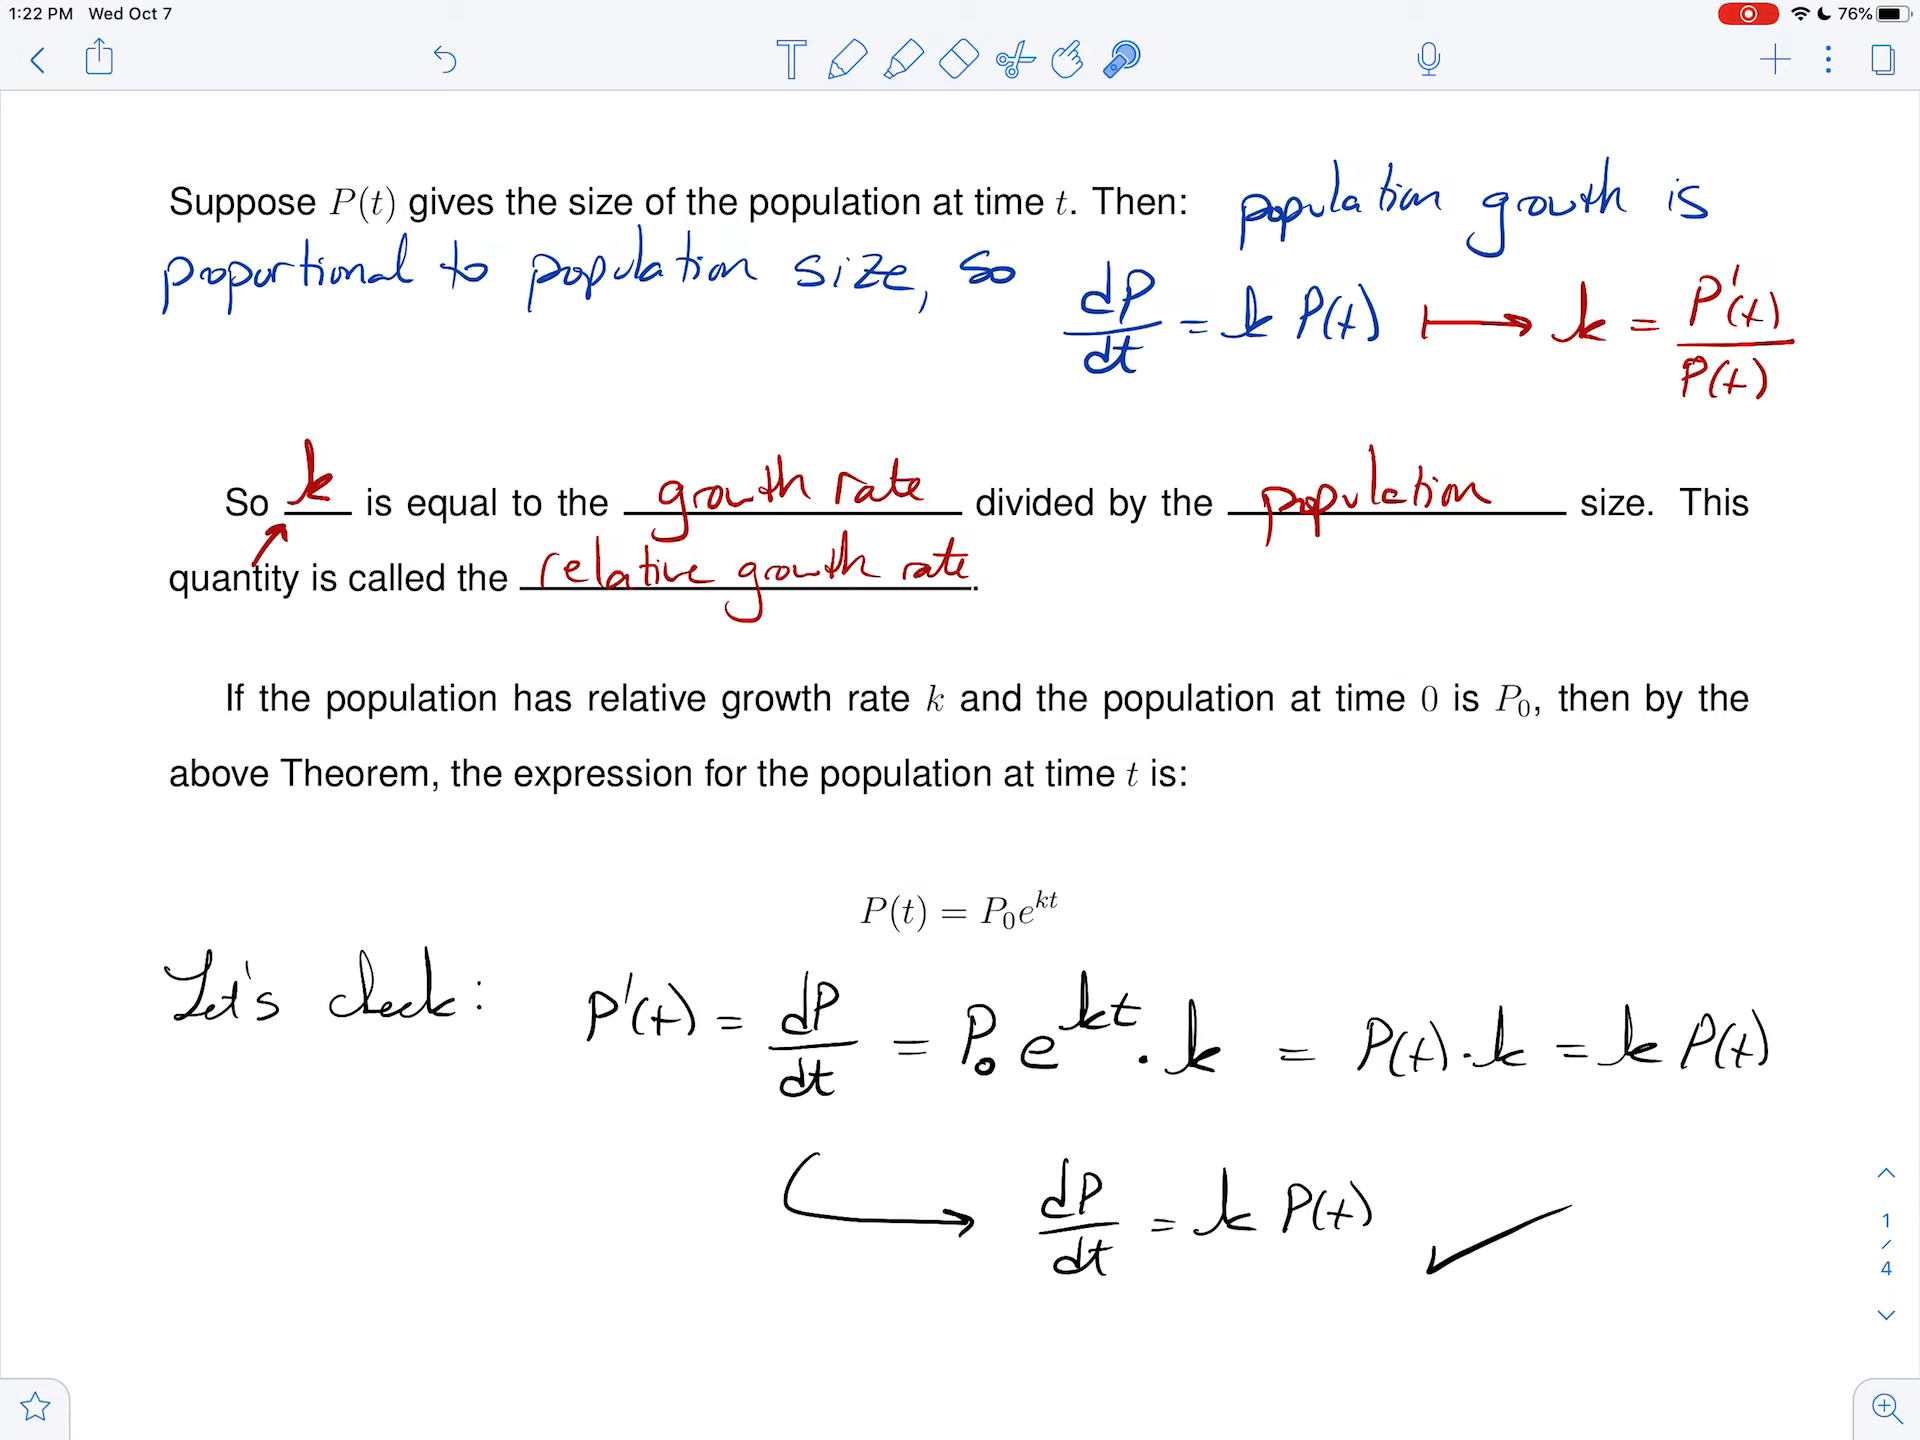 1:22 PM Wed Oct 7 76%
Suppose P(t) gives the size of the population at time t. Then: population growth is
proportional to population size, so dP/dt = k P(t) ↦ k = P'(t)/P(t)
So k is equal to the growth rate divided by the population size. This
quantity is called the relative growth rate.
If the population has relative growth rate k and the population at time 0 is P₀, then by the
above Theorem, the expression for the population at time t is:
P(t) = P₀e^{kt}
Let's check: P'(t) = dP/dt = P₀ e^{kt} · k = P(t) · k = k P(t)
→ dP/dt = k P(t) ✓
1
/
4